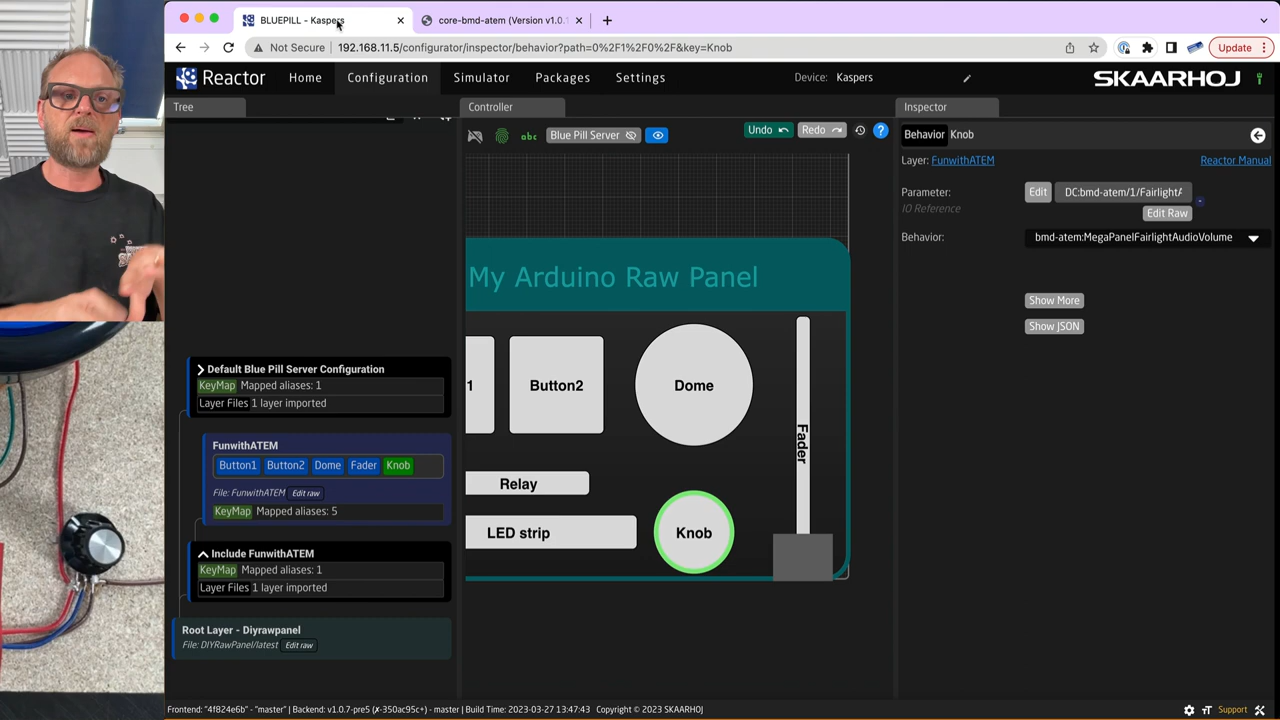 BLUEPILL - Kaspers
core-bmd-atem (Version v1.0.1
Not Secure
192.168.11.5/configurator/inspector/behavior?path=0%2F1%2F0%2F&key=Knob
Update
Reactor
Home
Configuration
Simulator
Packages
Settings
Device: Kaspers
SKAARHOJ
Tree
Controller
Inspector
abc
Blue Pill Server
Undo
Redo
?
Behavior Knob
Layer: FunwithATEM
Reactor Manual
Parameter:
IO Reference
Edit
DC:bmd-atem/1/FairlightA
Edit Raw
Behavior:
bmd-atem:MegaPanelFairlightAudioVolume
Show More
Show JSON
My Arduino Raw Panel
1
Button2
Dome
Fader
Relay
LED strip
Knob
Default Blue Pill Server Configuration
KeyMap Mapped aliases: 1
Layer Files 1 layer imported
FunwithATEM
Button1 Button2 Dome Fader Knob
File: FunwithATEM Edit raw
KeyMap Mapped aliases: 5
Include FunwithATEM
KeyMap Mapped aliases: 1
Layer Files 1 layer imported
Root Layer - Diyrawpanel
File: DIYRawPanel/latest Edit raw
Frontend: "4f824e6b" - "master" | Backend: v1.0.7-pre5 (✗-350ac95c+) - master | Build Time: 2023-03-27 13:47:43 Copyright © 2023 SKAARHOJ
Support